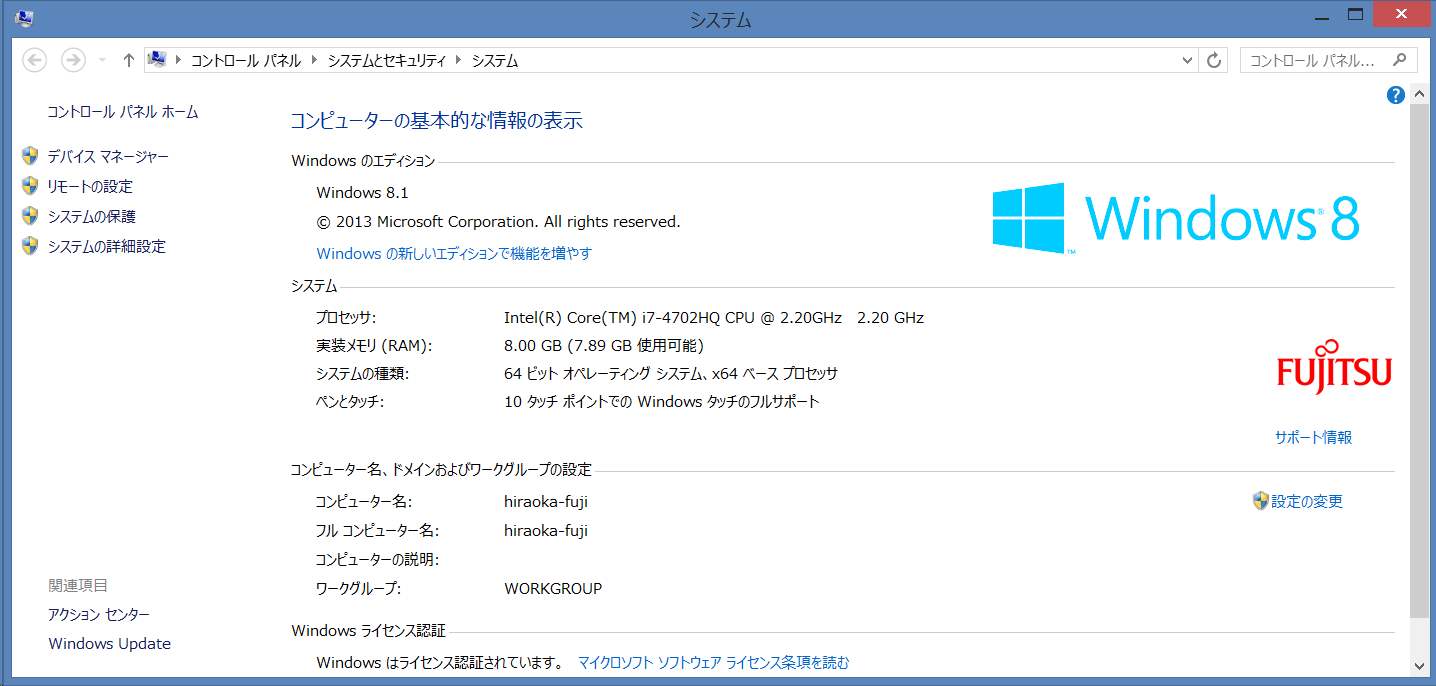 システム
コントロール パネル システムとセキュリティ システム
コントロール パネル...
コントロール パネル ホーム
デバイス マネージャー
リモートの設定
システムの保護
システムの詳細設定
コンピューターの基本的な情報の表示
Windows のエディション
Windows 8.1
© 2013 Microsoft Corporation. All rights reserved.
Windows の新しいエディションで機能を増やす
Windows® 8
™
システム
プロセッサ: Intel(R) Core(TM) i7-4702HQ CPU @ 2.20GHz 2.20 GHz
実装メモリ (RAM): 8.00 GB (7.89 GB 使用可能)
システムの種類: 64 ビット オペレーティング システム、x64 ベース プロセッサ
ペンとタッチ: 10 タッチ ポイントでの Windows タッチのフルサポート
FUJITSU
サポート情報
コンピューター名、ドメインおよびワークグループの設定
コンピューター名: hiraoka-fuji
設定の変更
フル コンピューター名: hiraoka-fuji
コンピューターの説明:
ワークグループ: WORKGROUP
Windows ライセンス認証
Windows はライセンス認証されています。 マイクロソフト ソフトウェア ライセンス条項を読む
関連項目
アクション センター
Windows Update